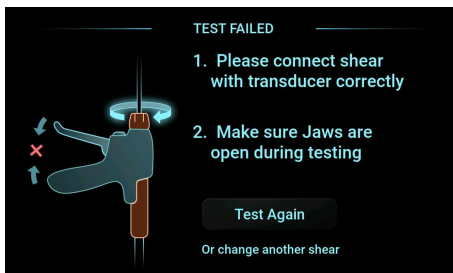 TEST FAILED
1. Please connect shear
with transducer correctly
2. Make sure Jaws are
open during testing
Test Again
Or change another shear